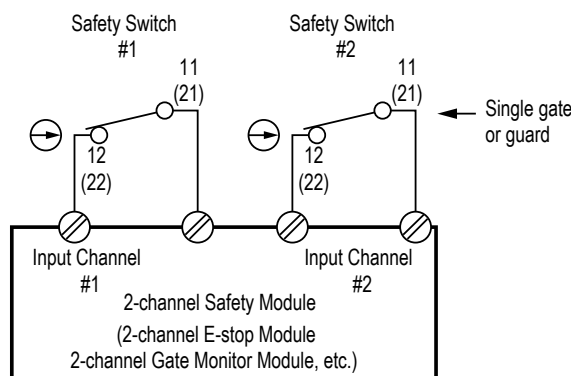 Safety Switch
#1
Safety Switch
#2
11
(21)
11
(21)
Single gate
or guard
12
(22)
12
(22)
Input Channel
#1
Input Channel
#2
2-channel Safety Module
(2-channel E-stop Module
2-channel Gate Monitor Module, etc.)